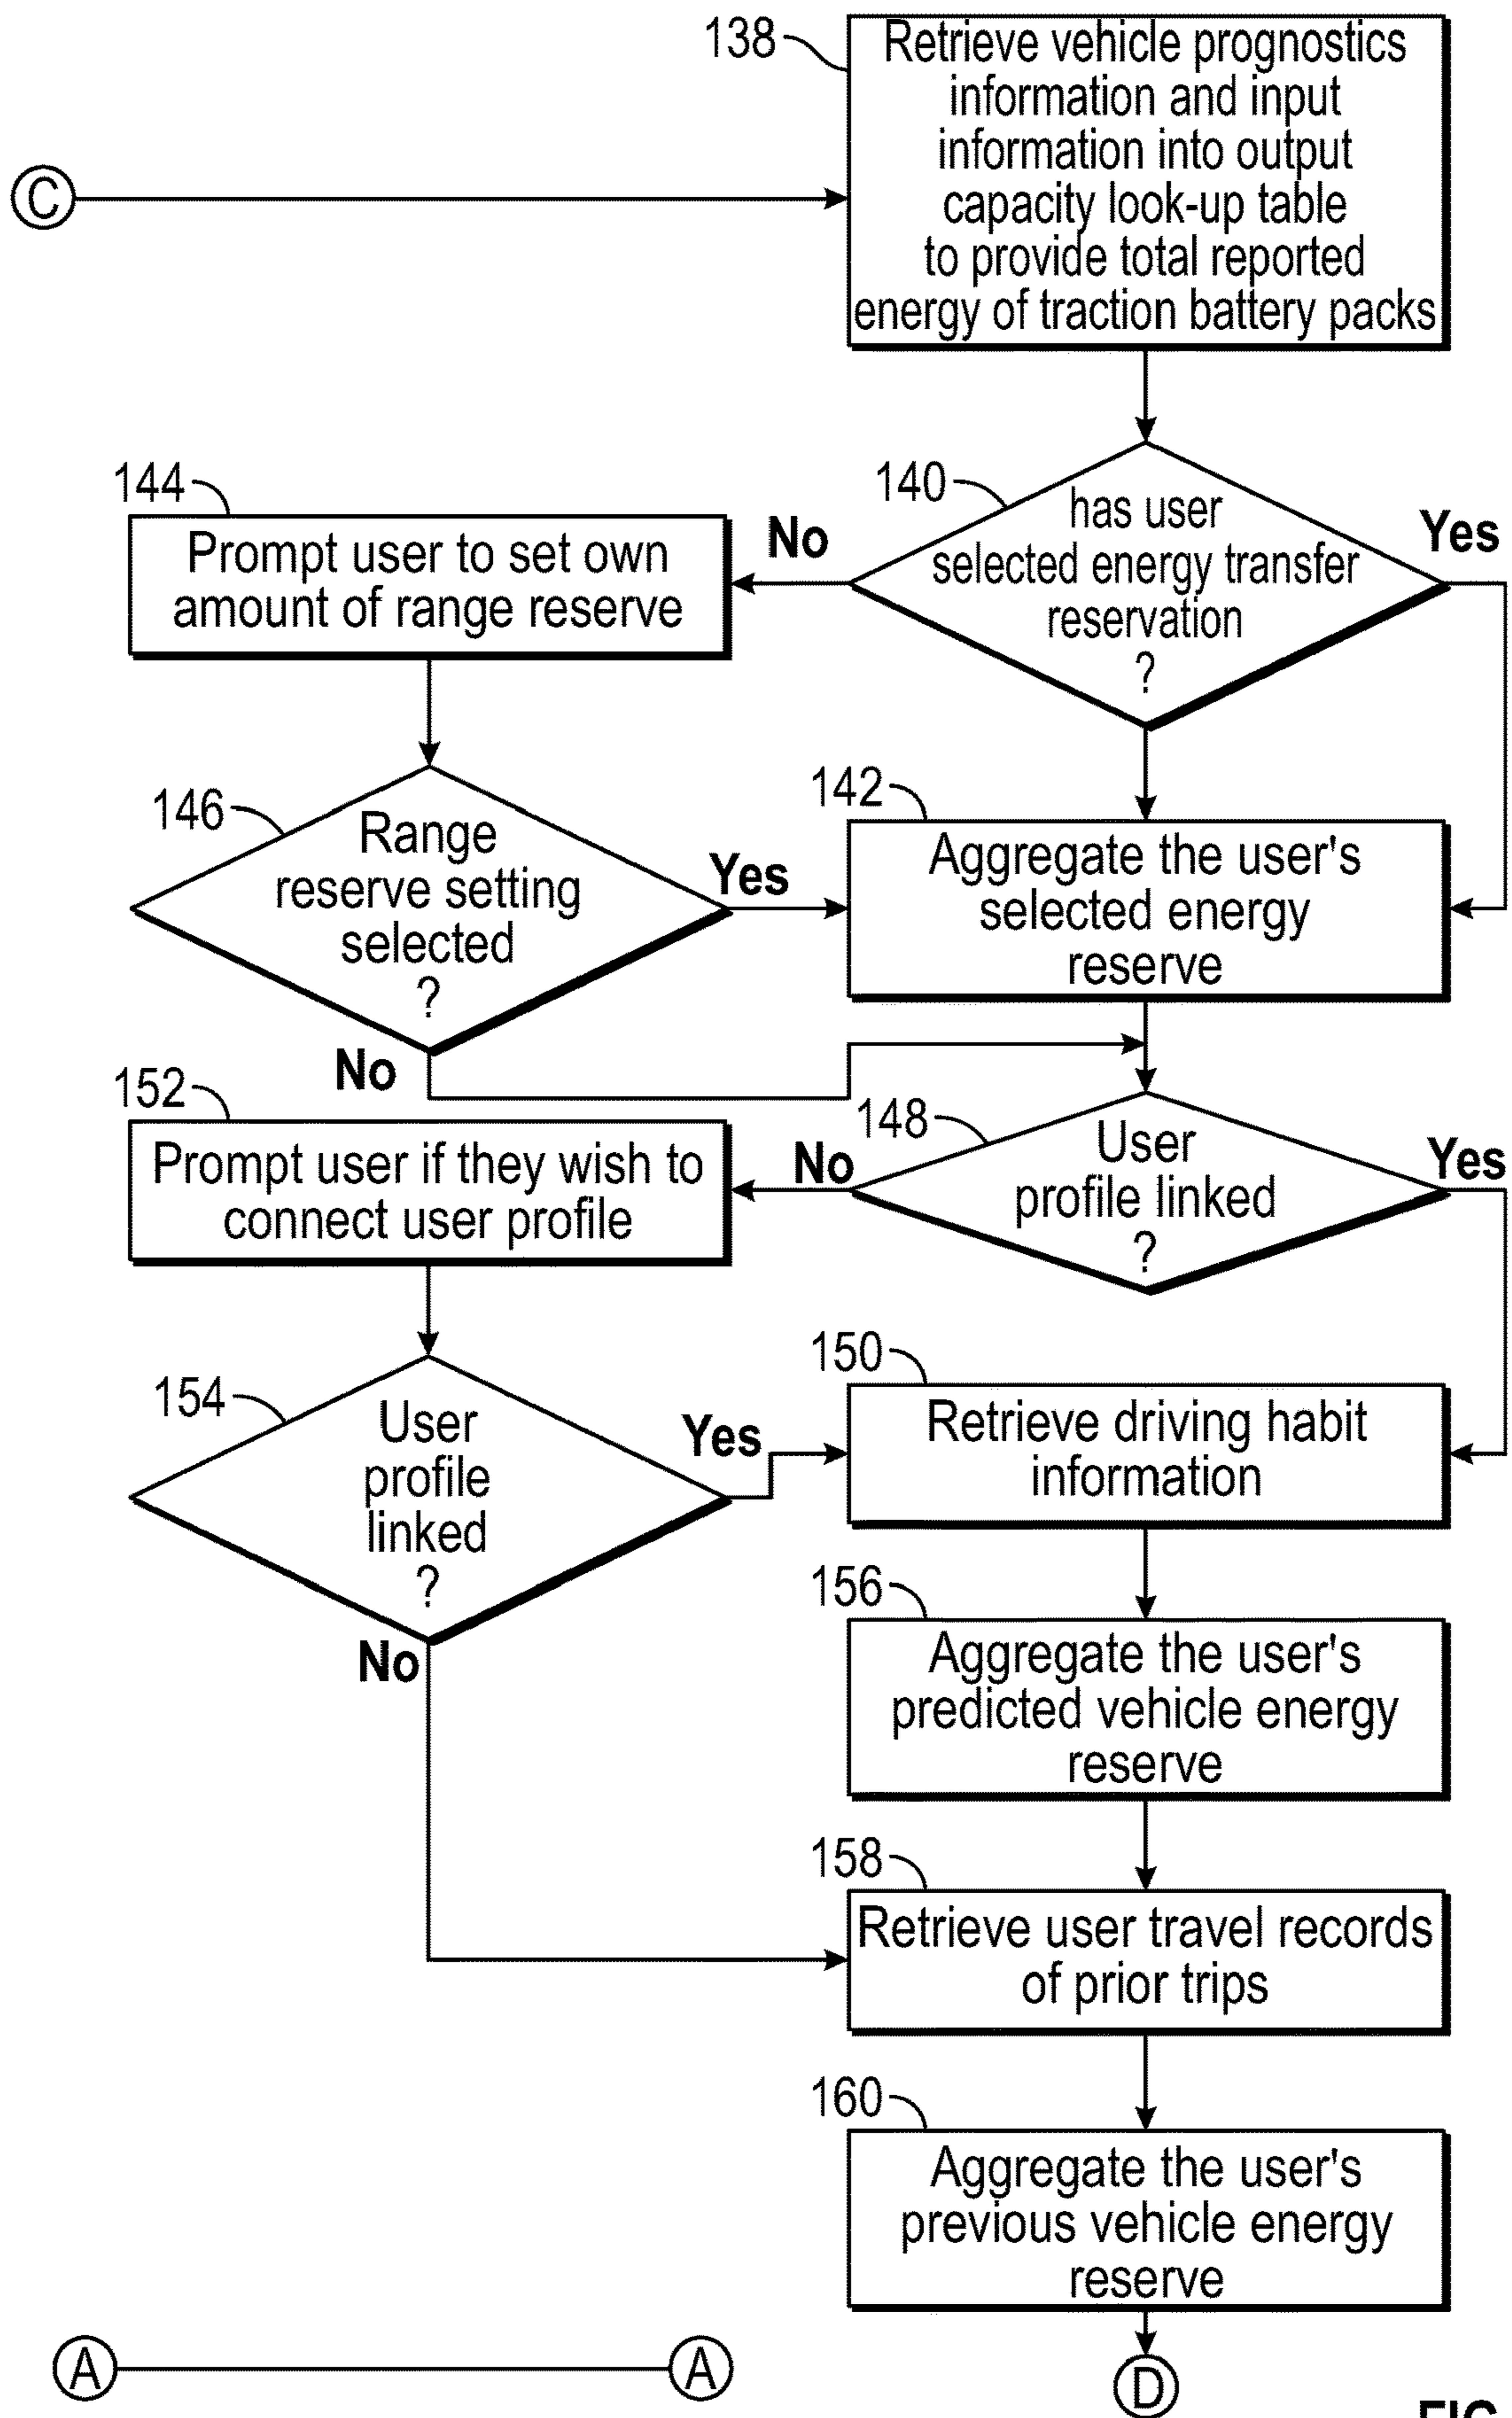 138
Retrieve vehicle prognostics
information and input
information into output
capacity look-up table
to provide total reported
energy of traction battery packs
C
144
Prompt user to set own
amount of range reserve
No
140
has user
selected energy transfer
reservation
?
Yes
146
Range
reserve setting
selected
?
Yes
No
142
Aggregate the user's
selected energy
reserve
152
Prompt user if they wish to
connect user profile
No
148
User
profile linked
?
Yes
154
User
profile
linked
?
Yes
No
150
Retrieve driving habit
information
156
Aggregate the user's
predicted vehicle energy
reserve
158
Retrieve user travel records
of prior trips
160
Aggregate the user's
previous vehicle energy
reserve
A
A
D